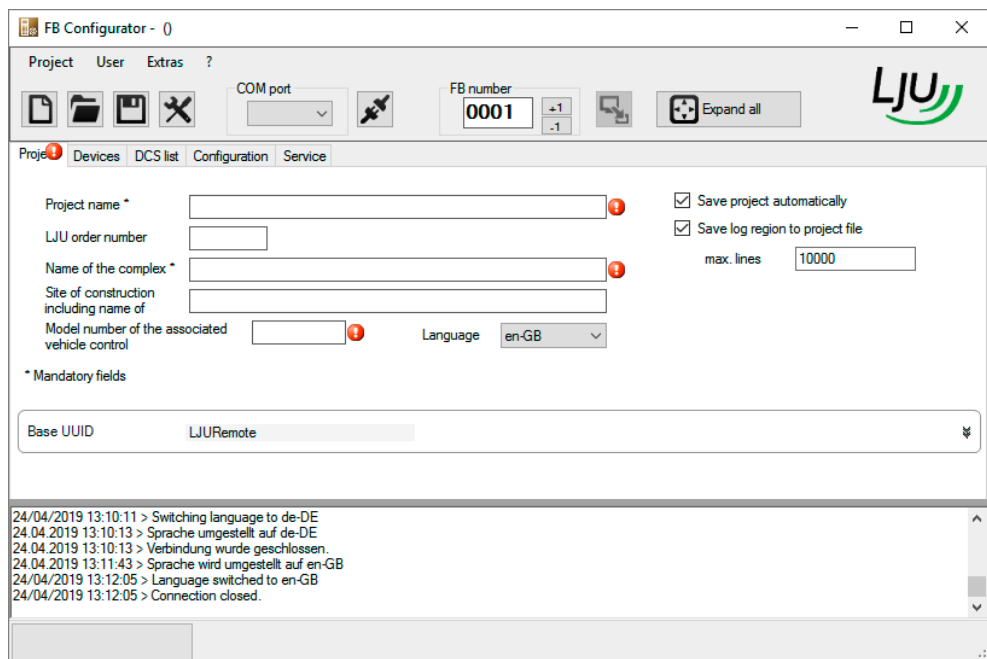 FB Configurator -  ()
Project User Extras ?
COM port
FB number
0001
+1
-1
Expand all
LJU
Proje
Devices DCS list Configuration Service
Project name *
LJU order number
Name of the complex *
Site of construction
including name of
Model number of the associated
vehicle control
Language en-GB
* Mandatory fields
Save project automatically
Save log region to project file
max. lines 10000
Base UUID LJURemote
24/04/2019 13:10:11 > Switching language to de-DE
24.04.2019 13:10:13 > Sprache umgestellt auf de-DE
24.04.2019 13:10:13 > Verbindung wurde geschlossen.
24.04.2019 13:11:43 > Sprache wird umgestellt auf en-GB
24/04/2019 13:12:05 > Language switched to en-GB
24/04/2019 13:12:05 > Connection closed.